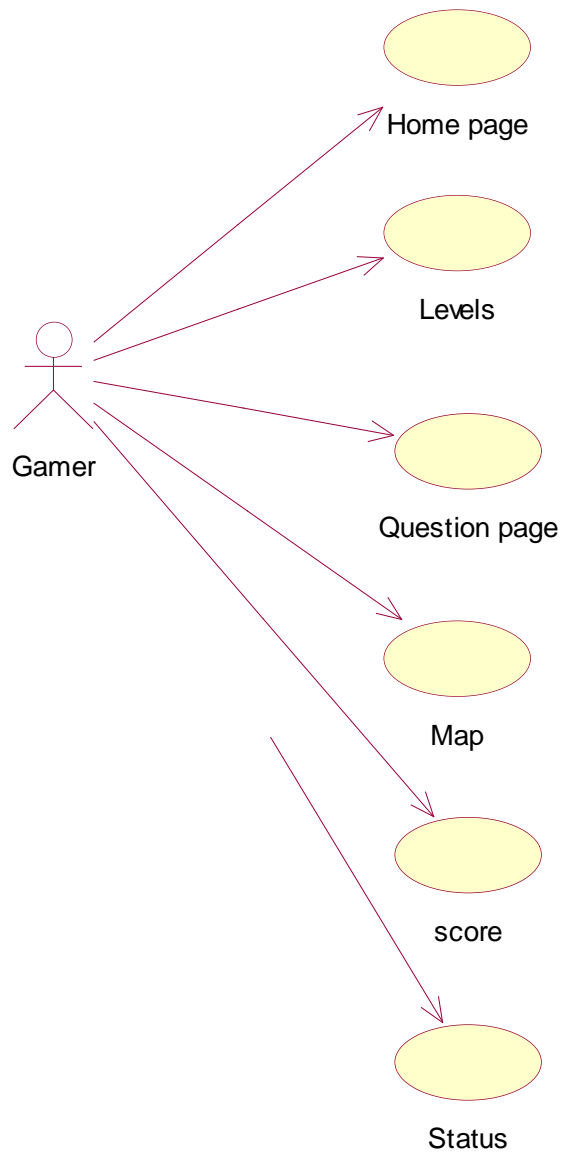 Home page
Levels
Gamer
Question page
Map
score
Status